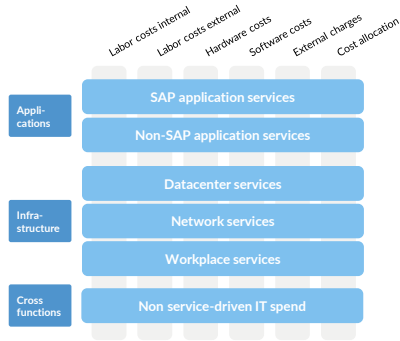 Labor costs internal
Labor costs external
Hardware costs
Software costs
External charges
Cost allocation
Appli-
cations
SAP application services
Non-SAP application services
Infra-
structure
Datacenter services
Network services
Workplace services
Cross
functions
Non service-driven IT spend